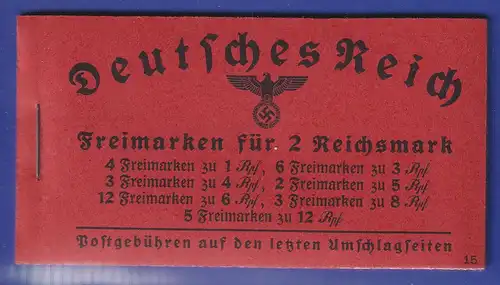 Deutſches Reich
Freimarken für 2 Reichsmark
4 Freimarken zu 1 Rpf, 6 Freimarken zu 3 Rpf
3 Freimarken zu 4 Rpf, 2 Freimarken zu 5 Rpf
12 Freimarken zu 6 Rpf, 3 Freimarken zu 8 Rpf
5 Freimarken zu 12 Rpf
Poſtgebühren auf den letzten Umſchlagſeiten
15